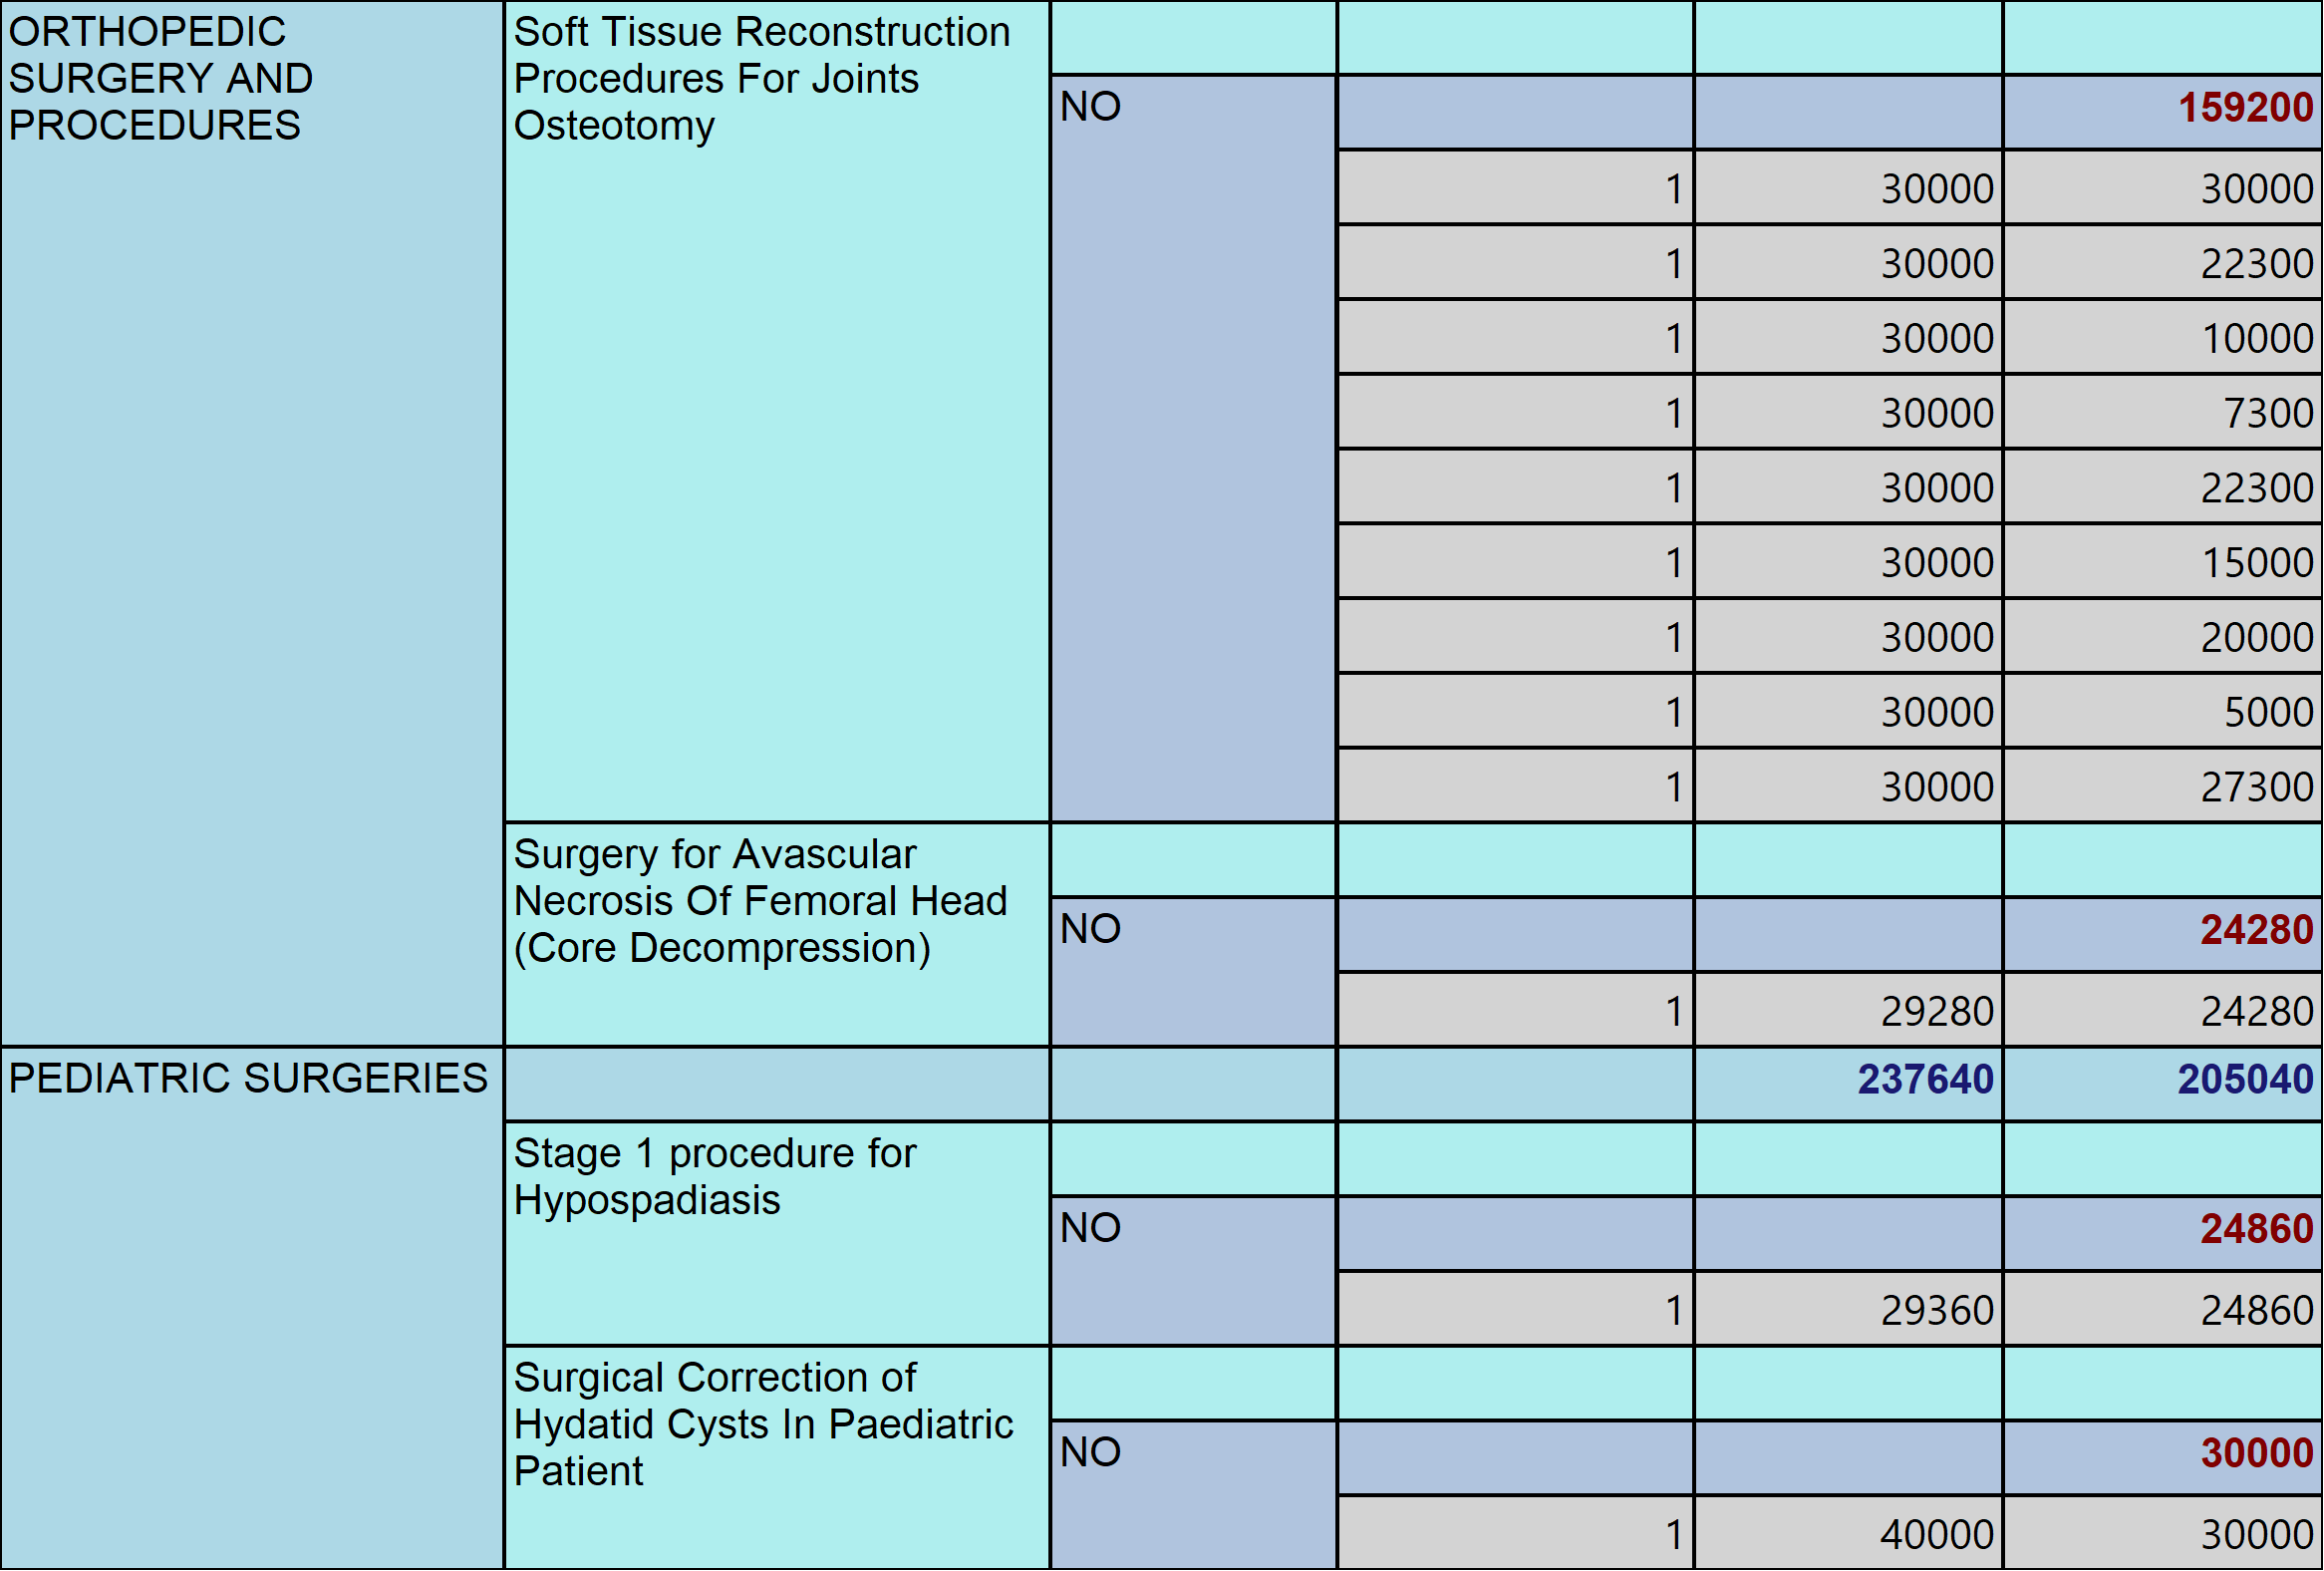 ORTHOPEDIC
SURGERY AND
PROCEDURES
Soft Tissue Reconstruction
Procedures For Joints
Osteotomy
NO 159200
1 30000 30000
1 30000 22300
1 30000 10000
1 30000 7300
1 30000 22300
1 30000 15000
1 30000 20000
1 30000 5000
1 30000 27300
Surgery for Avascular
Necrosis Of Femoral Head
(Core Decompression)
NO 24280
1 29280 24280
PEDIATRIC SURGERIES 237640 205040
Stage 1 procedure for
Hypospadiasis
NO 24860
1 29360 24860
Surgical Correction of
Hydatid Cysts In Paediatric
Patient
NO 30000
1 40000 30000